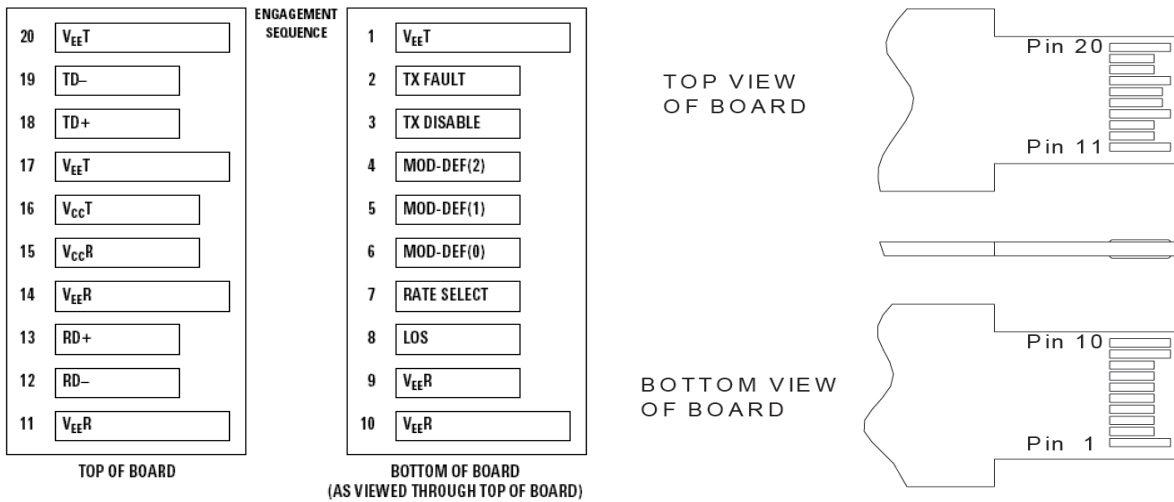 ENGAGEMENT
SEQUENCE
20 VEET
19 TD–
18 TD+
17 VEET
16 VCCT
15 VCCR
14 VEER
13 RD+
12 RD–
11 VEER
TOP OF BOARD
1 VEET
2 TX FAULT
3 TX DISABLE
4 MOD-DEF(2)
5 MOD-DEF(1)
6 MOD-DEF(0)
7 RATE SELECT
8 LOS
9 VEER
10 VEER
BOTTOM OF BOARD
(AS VIEWED THROUGH TOP OF BOARD)
TOP VIEW
OF BOARD
Pin 20
Pin 11
BOTTOM VIEW
OF BOARD
Pin 10
Pin 1